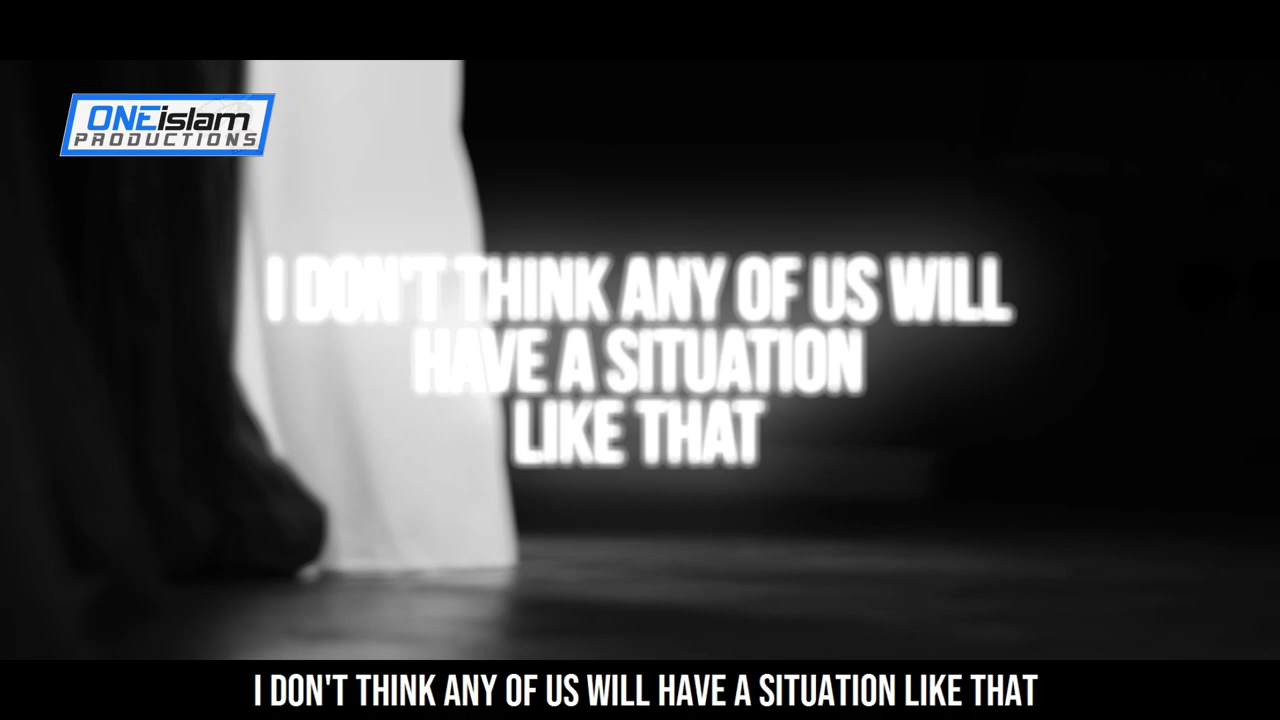 ONEislam
PRODUCTIONS
I DON'T THINK ANY OF US WILL
HAVE A SITUATION
LIKE THAT
I DON'T THINK ANY OF US WILL HAVE A SITUATION LIKE THAT